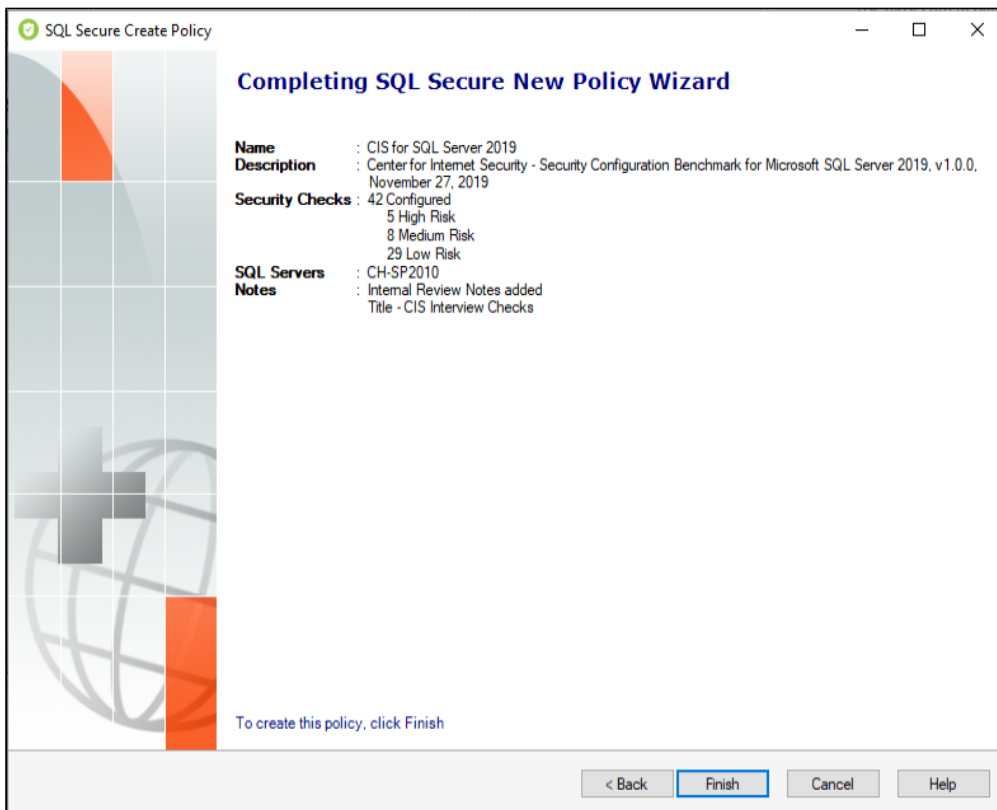 SQL Secure Create Policy
Completing SQL Secure New Policy Wizard
Name : CIS for SQL Server 2019
Description : Center for Internet Security - Security Configuration Benchmark for Microsoft SQL Server 2019, v1.0.0,
November 27, 2019
Security Checks : 42 Configured
5 High Risk
8 Medium Risk
29 Low Risk
SQL Servers : CH-SP2010
Notes : Internal Review Notes added
Title - CIS Interview Checks
To create this policy, click Finish
< Back Finish Cancel Help